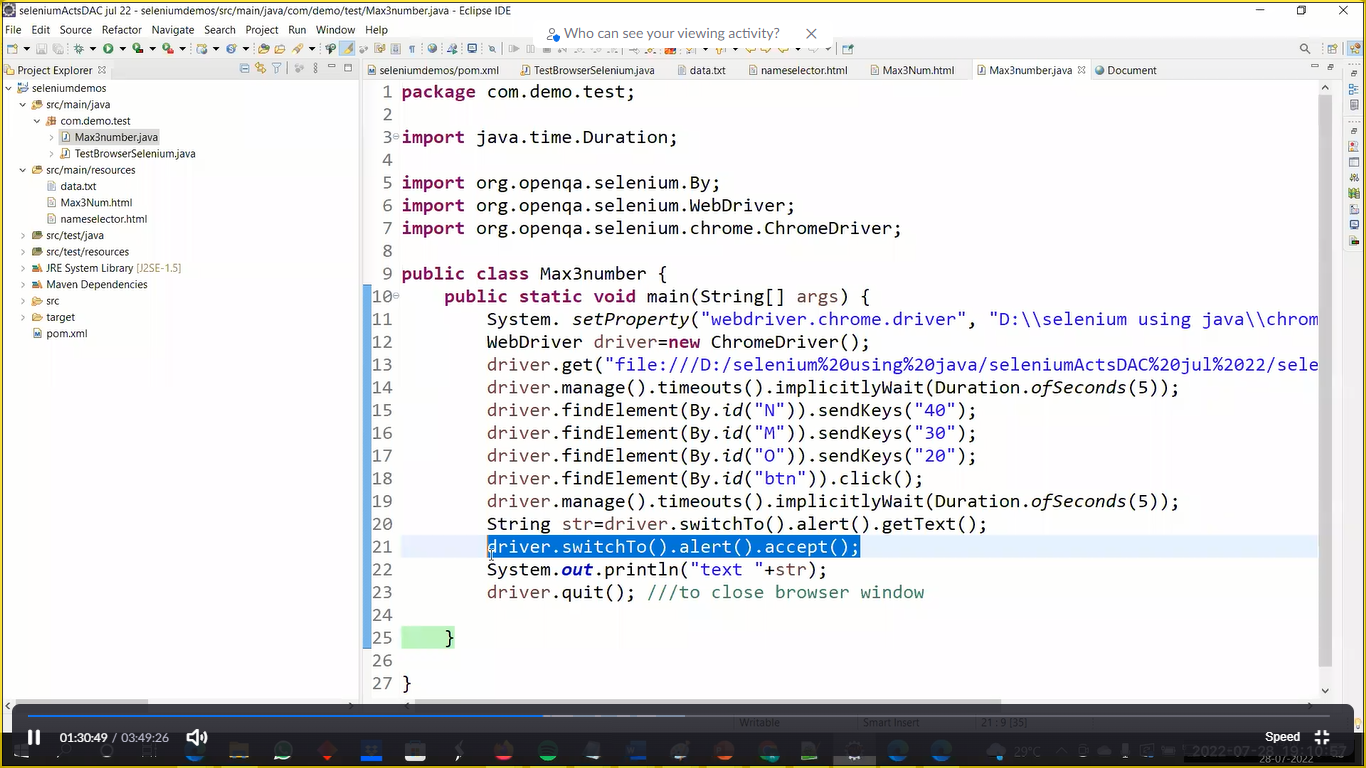 seleniumActsDAC jul 22 - seleniumdemos/src/main/java/com/demo/test/Max3number.java - Eclipse IDE
File Edit Source Refactor Navigate Search Project Run Window Help
Who can see your viewing activity?
Project Explorer
seleniumdemos/pom.xml TestBrowserSelenium.java data.txt nameselector.html Max3Num.html Max3number.java Document
seleniumdemos
src/main/java
com.demo.test
Max3number.java
TestBrowserSelenium.java
src/main/resources
data.txt
Max3Num.html
nameselector.html
src/test/java
src/test/resources
JRE System Library [J2SE-1.5]
Maven Dependencies
src
target
pom.xml
1 package com.demo.test;
2
3 import java.time.Duration;
4
5 import org.openqa.selenium.By;
6 import org.openqa.selenium.WebDriver;
7 import org.openqa.selenium.chrome.ChromeDriver;
8
9 public class Max3number {
10 public static void main(String[] args) {
11 System. setProperty("webdriver.chrome.driver", "D:\\selenium using java\\chrom
12 WebDriver driver=new ChromeDriver();
13 driver.get("file:///D:/selenium%20using%20java/seleniumActsDAC%20jul%2022/sele
14 driver.manage().timeouts().implicitlyWait(Duration.ofSeconds(5));
15 driver.findElement(By.id("N")).sendKeys("40");
16 driver.findElement(By.id("M")).sendKeys("30");
17 driver.findElement(By.id("O")).sendKeys("20");
18 driver.findElement(By.id("btn")).click();
19 driver.manage().timeouts().implicitlyWait(Duration.ofSeconds(5));
20 String str=driver.switchTo().alert().getText();
21 driver.switchTo().alert().accept();
22 System.out.println("text "+str);
23 driver.quit(); ///to close browser window
24
25 }
26
27 }
Writable Smart Insert 21 : 9 [35]
01:30:49 / 03:49:26 Speed
29°C 2022-07-28 19:10:57
28-07-2022